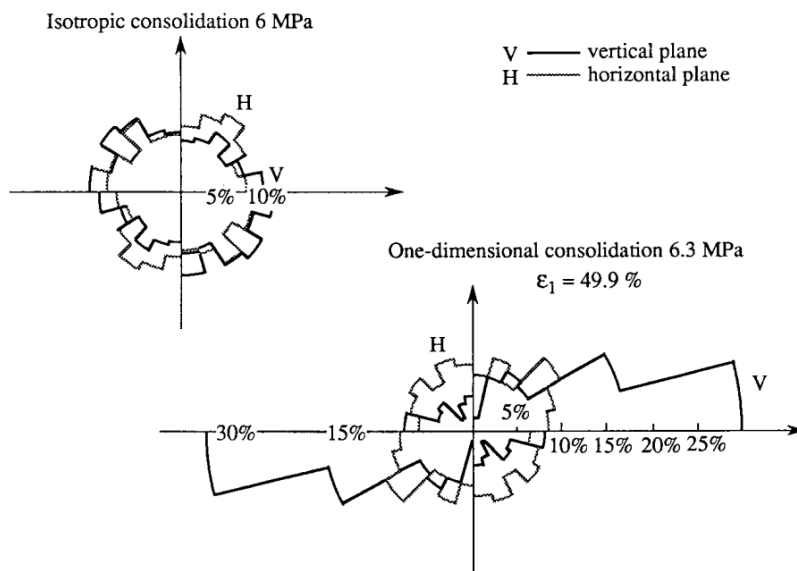 Isotropic consolidation 6 MPa
V vertical plane
H horizontal plane
H
V
5% 10%
One-dimensional consolidation 6.3 MPa
ε1 = 49.9 %
H
V
5%
30% 15% 10% 15% 20% 25%